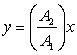 y = (A₂/A₁)x